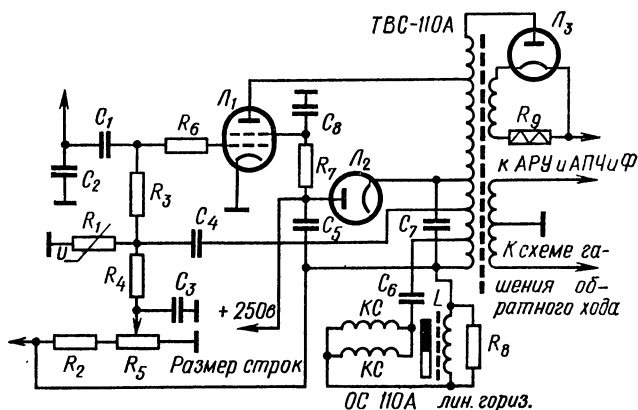 ТВС-110А
Л₃
Л₁
C₁
R₆
C₈
R₉
C₂
R₇
Л₂
к АРУ и АПЧиФ
R₃
R₁
U
C₄
C₅
C₇
К схеме га-
шения об-
ратного хода
R₄
C₃
+250в
C₆
L
КС
R₈
R₂
R₅
Размер строк
КС
ОС 110А
лин. гориз.